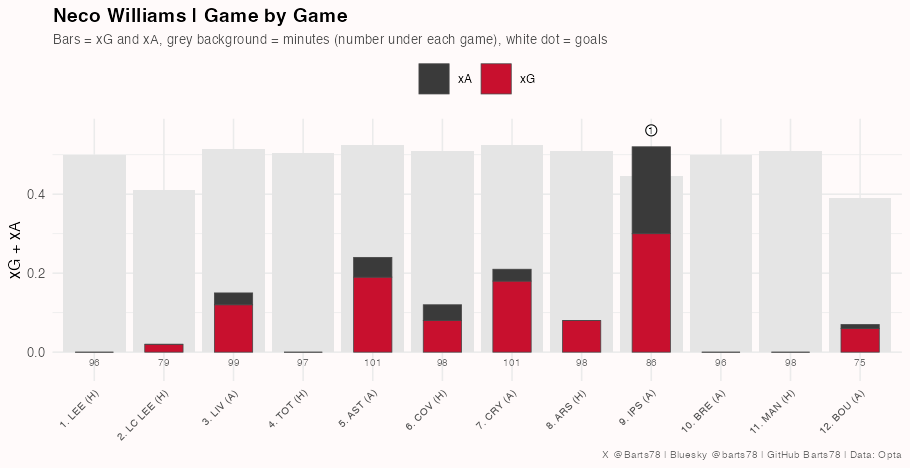 Neco Williams | Game by Game
Bars = xG and xA, grey background = minutes (number under each game), white dot = goals
xA xG
xG + xA
0.4
0.2
0.0
1
96 79 99 97 101 98 101 98 86 96 98 75
1. LEE (H)
2. LC LEE (H)
3. LIV (A)
4. TOT (H)
5. AST (A)
6. COV (H)
7. CRY (A)
8. ARS (H)
9. IPS (A)
10. BRE (A)
11. MAN (H)
12. BOU (A)
X @Barts78 | Bluesky @barts78 | GitHub Barts78 | Data: Opta